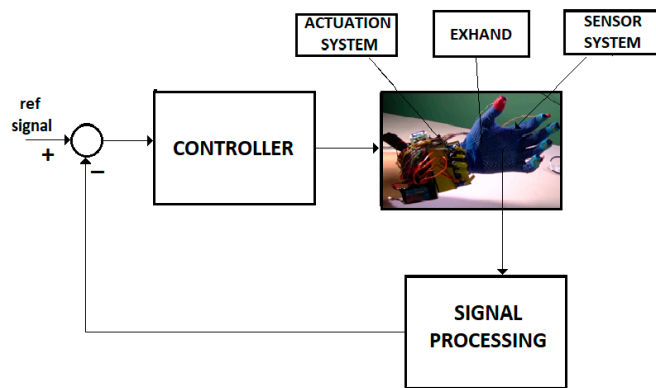 ACTUATION
SYSTEM
EXHAND
SENSOR
SYSTEM
ref
signal
+
−
CONTROLLER
SIGNAL
PROCESSING